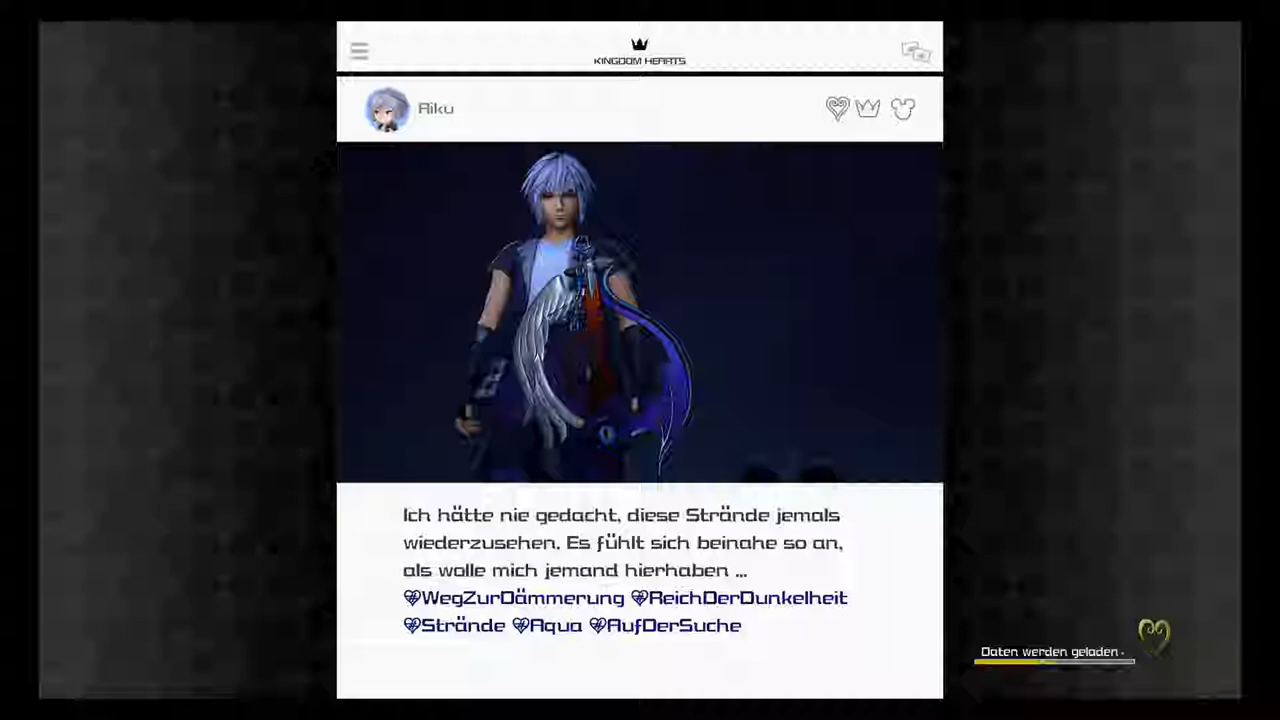 KINGDOM HEARTS
Riku
Ich hätte nie gedacht, diese Strände jemals
wiederzusehen. Es fühlt sich beinahe so an,
als wolle mich jemand hierhaben ...
WegZurDämmerung ReichDerDunkelheit
Strände Aqua AufDerSuche
Daten werden geladen.